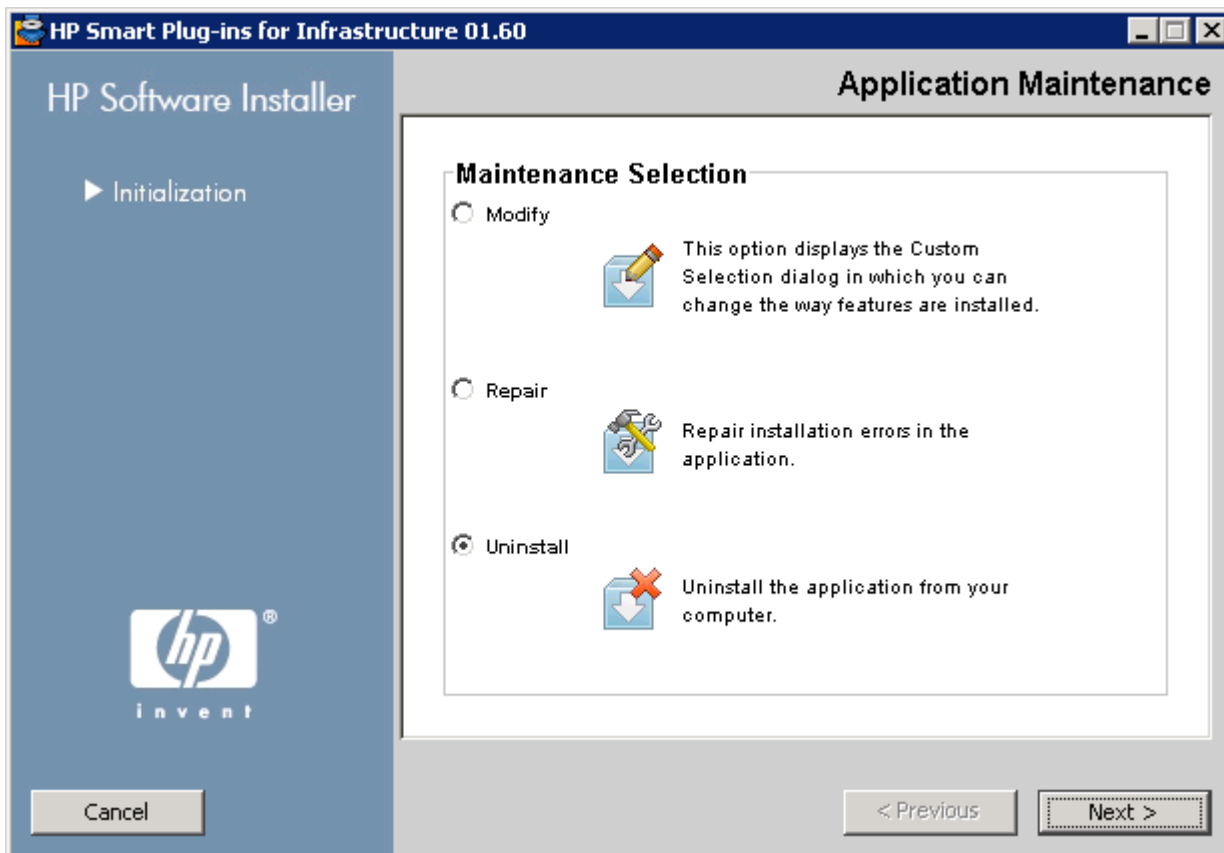 HP Smart Plug-ins for Infrastructure 01.60
HP Software Installer
Initialization
Application Maintenance
Maintenance Selection
Modify
This option displays the Custom
Selection dialog in which you can
change the way features are installed.
Repair
Repair installation errors in the
application.
Uninstall
Uninstall the application from your
computer.
hp ®
invent
Cancel
< Previous
Next >